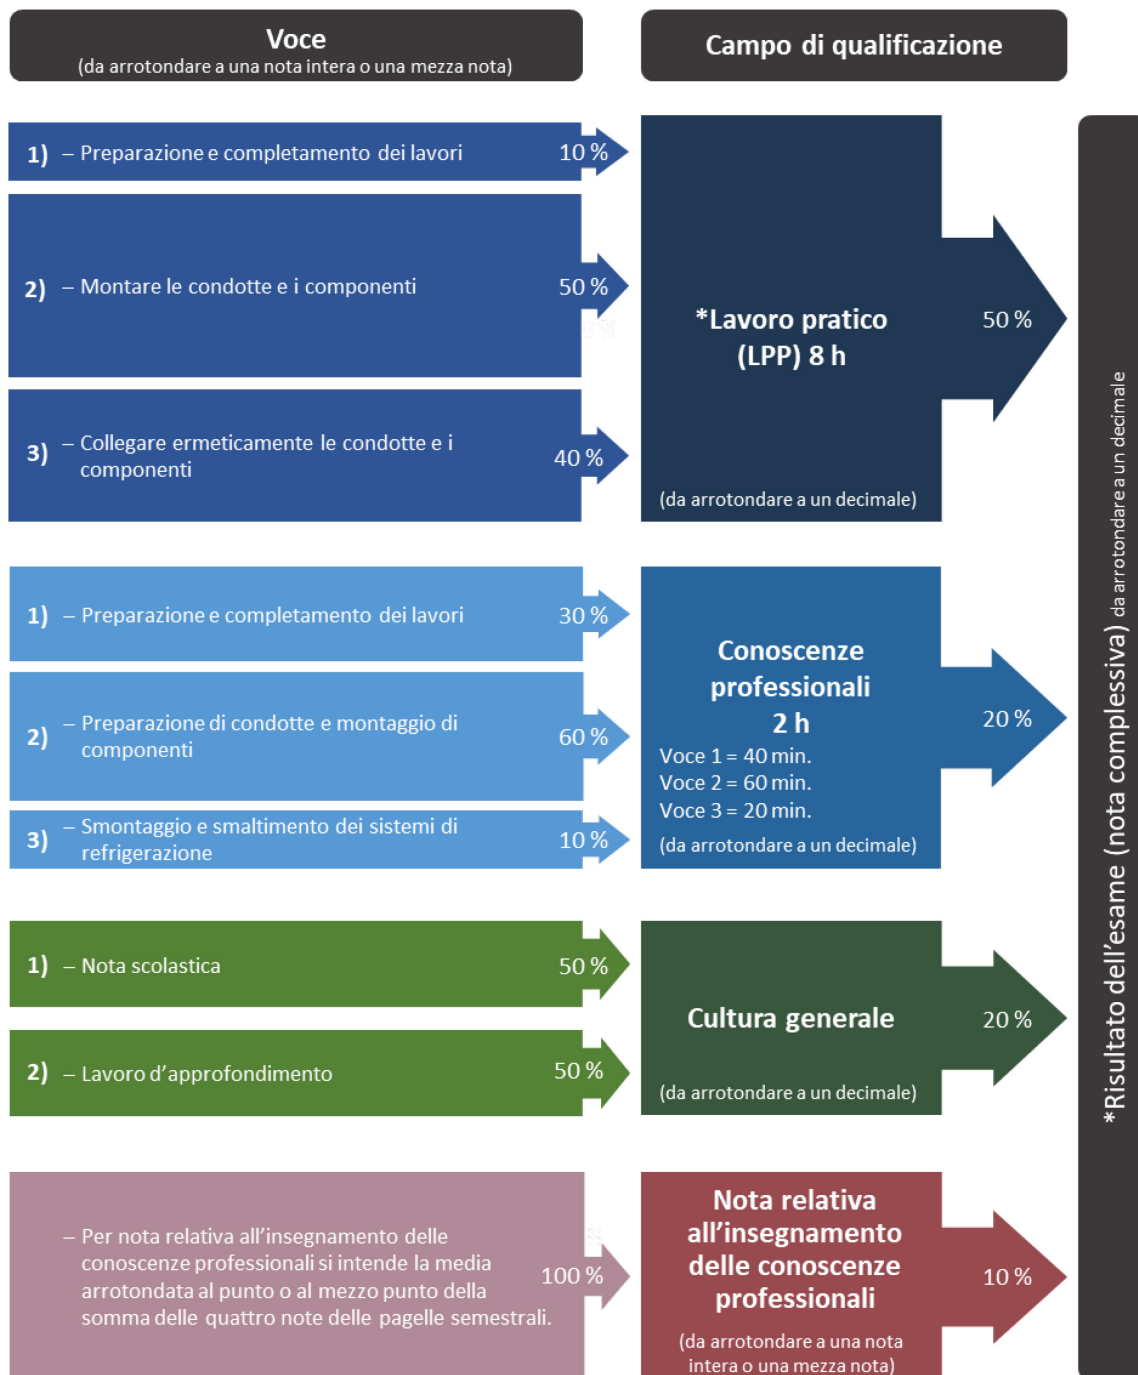 Voce
(da arrotondare a una nota intera o una mezza nota)
Campo di qualificazione
1) – Preparazione e completamento dei lavori
10 %
2) – Montare le condotte e i componenti
50 %
3) – Collegare ermeticamente le condotte e i
componenti
40 %
*Lavoro pratico
(LPP) 8 h
(da arrotondare a un decimale)
50 %
1) – Preparazione e completamento dei lavori
30 %
2) – Preparazione di condotte e montaggio di
componenti
60 %
3) – Smontaggio e smaltimento dei sistemi di
refrigerazione
10 %
Conoscenze
professionali
2 h
Voce 1 = 40 min.
Voce 2 = 60 min.
Voce 3 = 20 min.
(da arrotondare a un decimale)
20 %
1) – Nota scolastica
50 %
2) – Lavoro d’approfondimento
50 %
Cultura generale
(da arrotondare a un decimale)
20 %
– Per nota relativa all’insegnamento delle
conoscenze professionali si intende la media
arrotondata al punto o al mezzo punto della
somma delle quattro note delle pagelle semestrali.
100 %
Nota relativa
all’insegnamento
delle conoscenze
professionali
(da arrotondare a una nota
intera o una mezza nota)
10 %
*Risultato dell’esame (nota complessiva) da arrotondare a un decimale